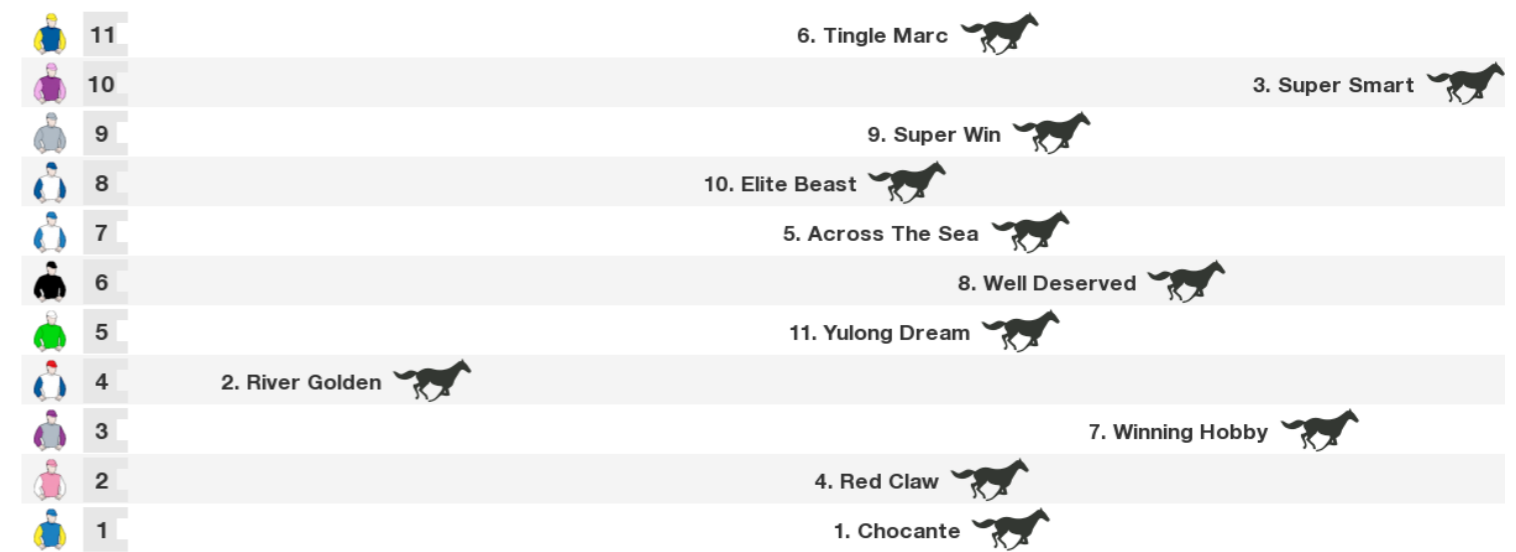 11 6. Tingle Marc
10 3. Super Smart
9 9. Super Win
8 10. Elite Beast
7 5. Across The Sea
6 8. Well Deserved
5 11. Yulong Dream
4 2. River Golden
3 7. Winning Hobby
2 4. Red Claw
1 1. Chocante